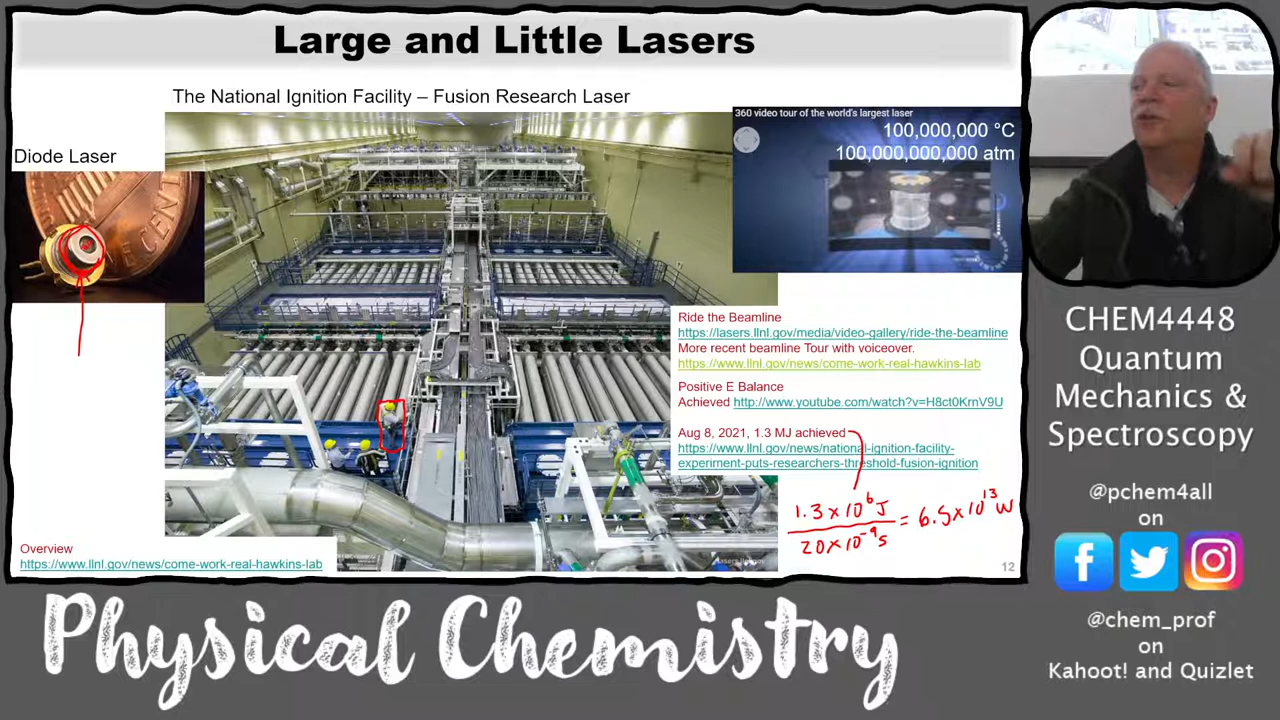 Large and Little Lasers
The National Ignition Facility – Fusion Research Laser
Diode Laser
CENT
360 video tour of the world's largest laser
100,000,000 °C
100,000,000,000 atm
Ride the Beamline
https://lasers.llnl.gov/media/video-gallery/ride-the-beamline
More recent beamline Tour with voiceover.
https://www.llnl.gov/news/come-work-real-hawkins-lab
Positive E Balance
Achieved http://www.youtube.com/watch?v=H8ct0KrnV9U
Aug 8, 2021, 1.3 MJ achieved
https://www.llnl.gov/news/national-ignition-facility-
experiment-puts-researchers-threshold-fusion-ignition
1.3×10⁶J
20×10⁻⁹s
= 6.5×10¹³ W
Overview
https://www.llnl.gov/news/come-work-real-hawkins-lab
12
CHEM4448
Quantum
Mechanics &
Spectroscopy
@pchem4all
on
@chem_prof
on
Kahoot! and Quizlet
Physical Chemistry